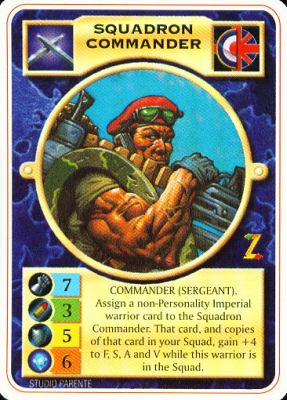 SQUADRON
COMMANDER
Z
7
3
5
6
COMMANDER (SERGEANT).
Assign a non-Personality Imperial
warrior card to the Squadron
Commander. That card, and copies
of that card in your Squad, gain +4
to F, S, A and V while this warrior is
in the Squad.
STUDIO PARENTE